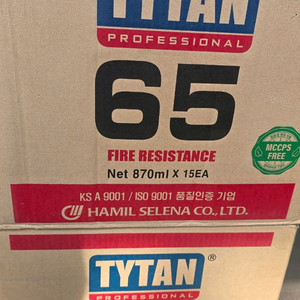 TYTAN
PROFESSIONAL
65
FIRE RESISTANCE
Net 870ml X 15EA
MCCPS
FREE
KS A 9001 / ISO 9001 품질인증 기업
HAMIL SELENA CO., LTD.
TYTAN ®
PROFESSIONAL